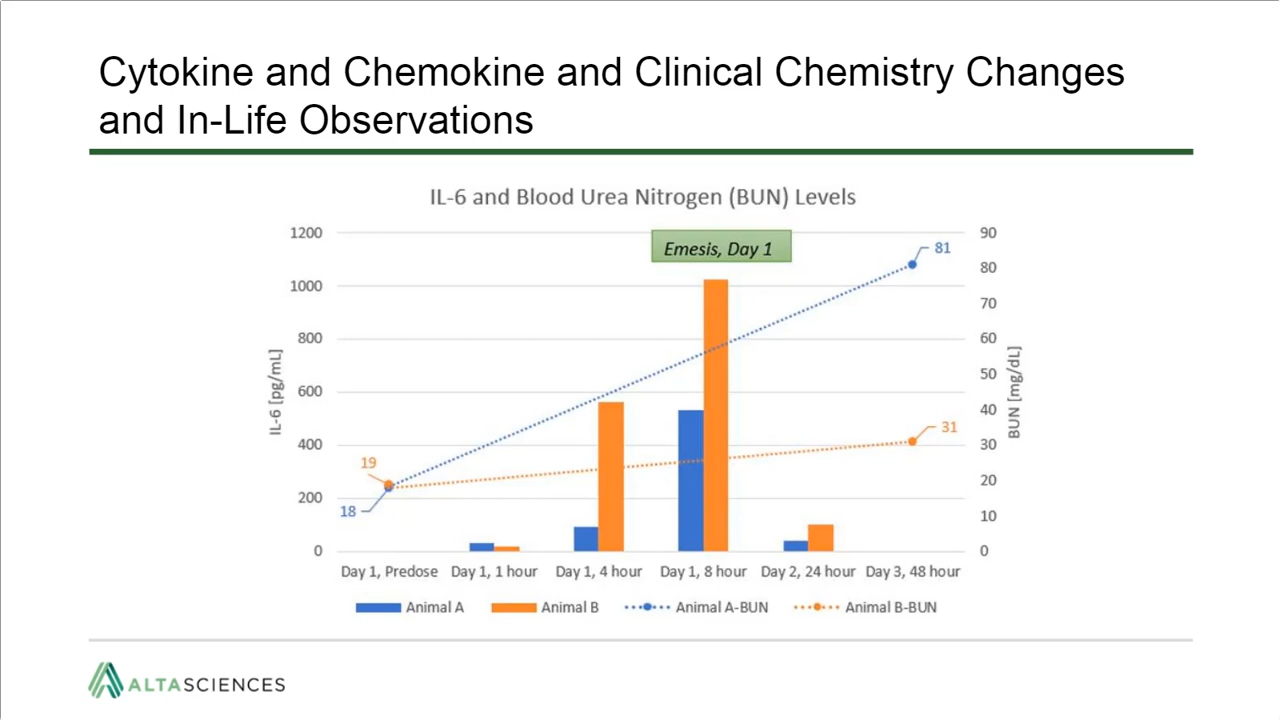 Cytokine and Chemokine and Clinical Chemistry Changes
and In-Life Observations
IL-6 and Blood Urea Nitrogen (BUN) Levels
Emesis, Day 1
IL-6 [pg/mL]
1200
1000
800
600
400
200
0
BUN [mg/dL]
90
80
70
60
50
40
30
20
10
0
81
31
19
18
Day 1, Predose Day 1, 1 hour Day 1, 4 hour Day 1, 8 hour Day 2, 24 hour Day 3, 48 hour
Animal A Animal B Animal A-BUN Animal B-BUN
ALTASCIENCES